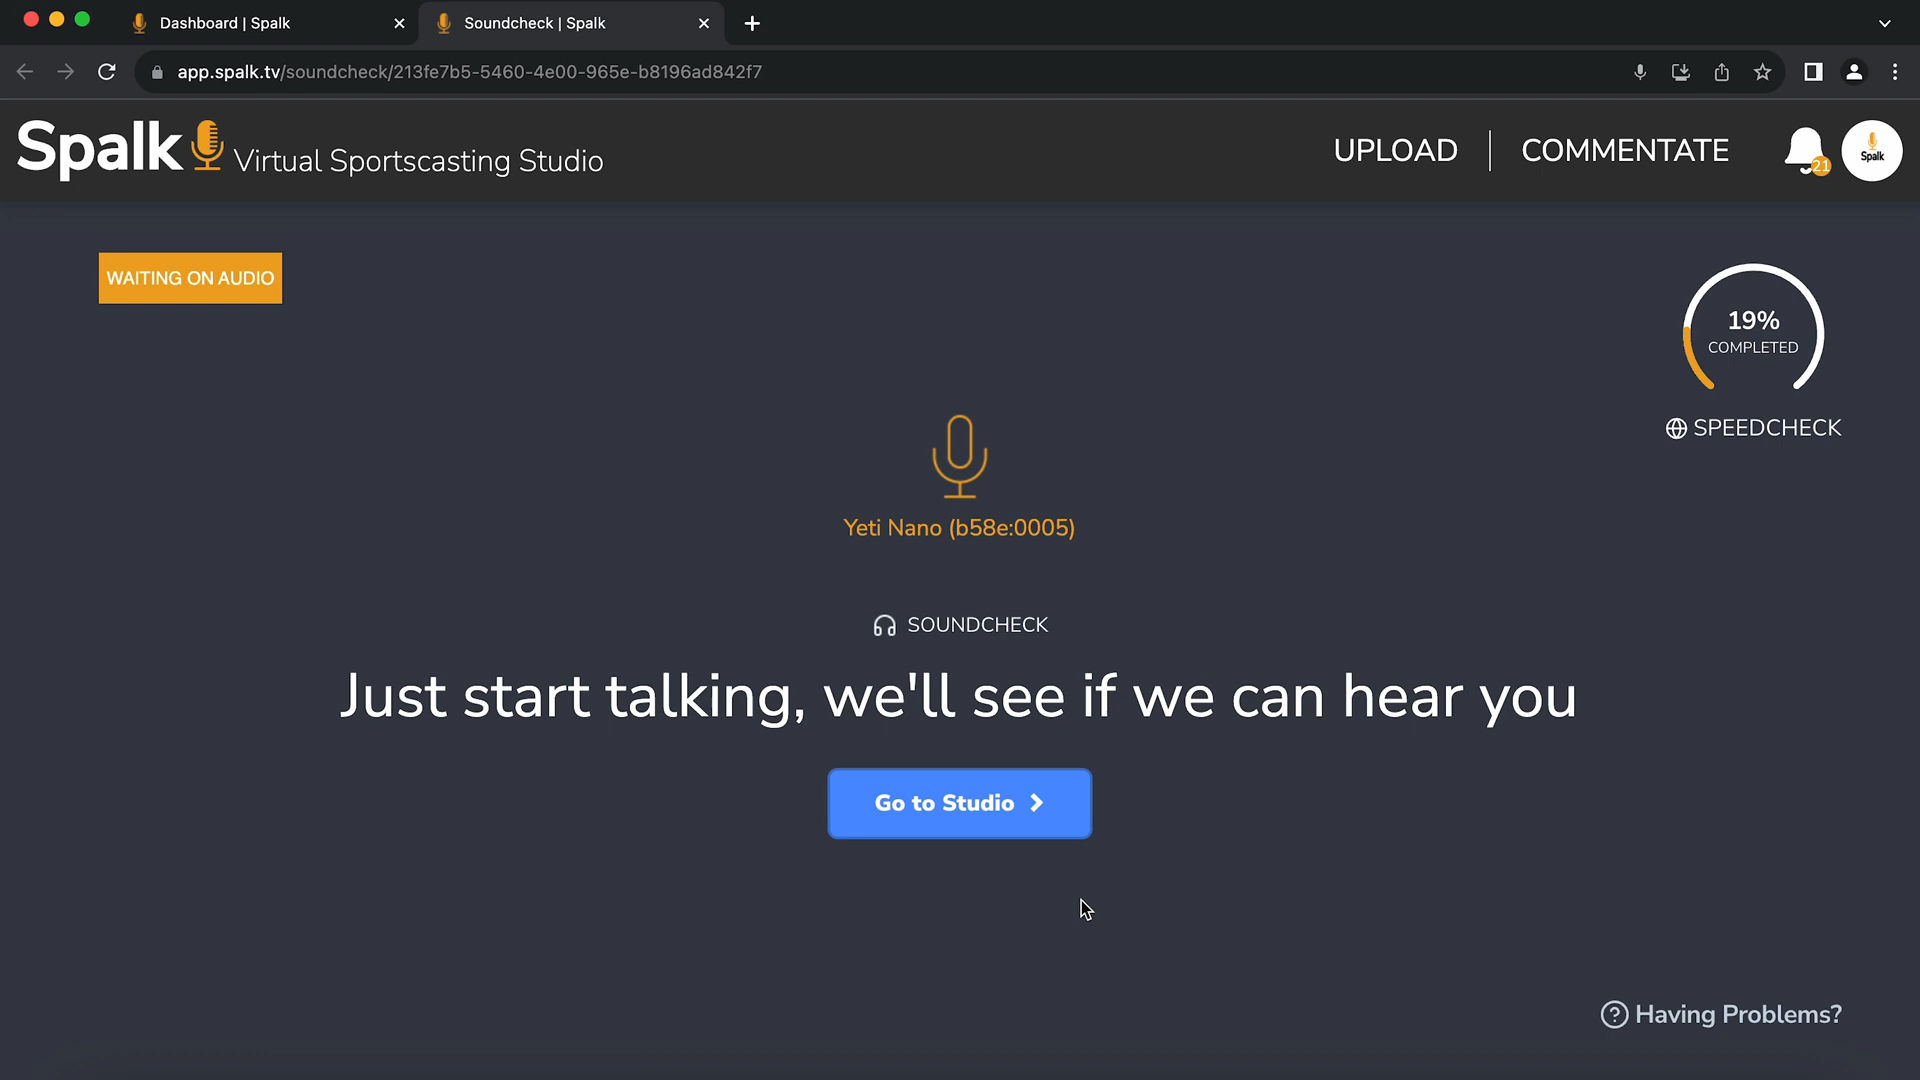 Dashboard | Spalk
Soundcheck | Spalk
app.spalk.tv/soundcheck/213fe7b5-5460-4e00-965e-b8196ad842f7
Spalk Virtual Sportscasting Studio
UPLOAD
COMMENTATE
21
Spalk
WAITING ON AUDIO
19%
COMPLETED
SPEEDCHECK
Yeti Nano (b58e:0005)
SOUNDCHECK
Just start talking, we'll see if we can hear you
Go to Studio
Having Problems?